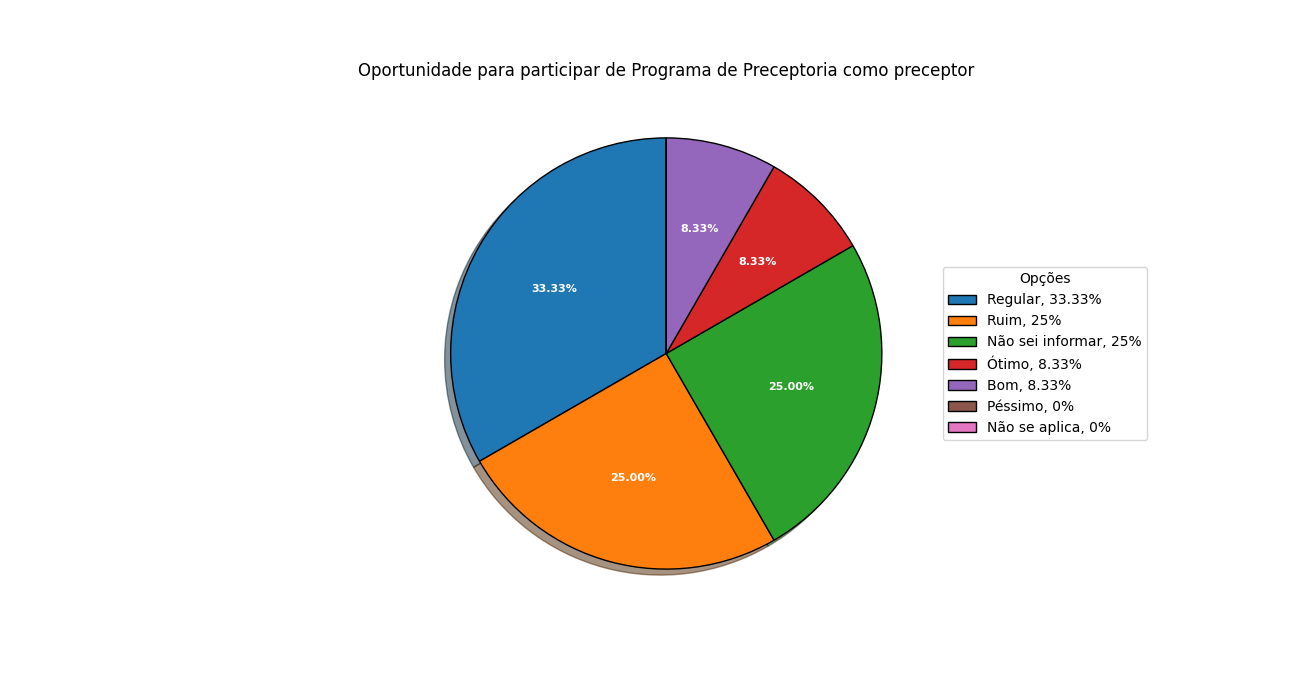 Oportunidade para participar de Programa de Preceptoria como preceptor
8.33%
8.33%
33.33%
25.00%
25.00%
Opções
Regular, 33.33%
Ruim, 25%
Não sei informar, 25%
Ótimo, 8.33%
Bom, 8.33%
Péssimo, 0%
Não se aplica, 0%